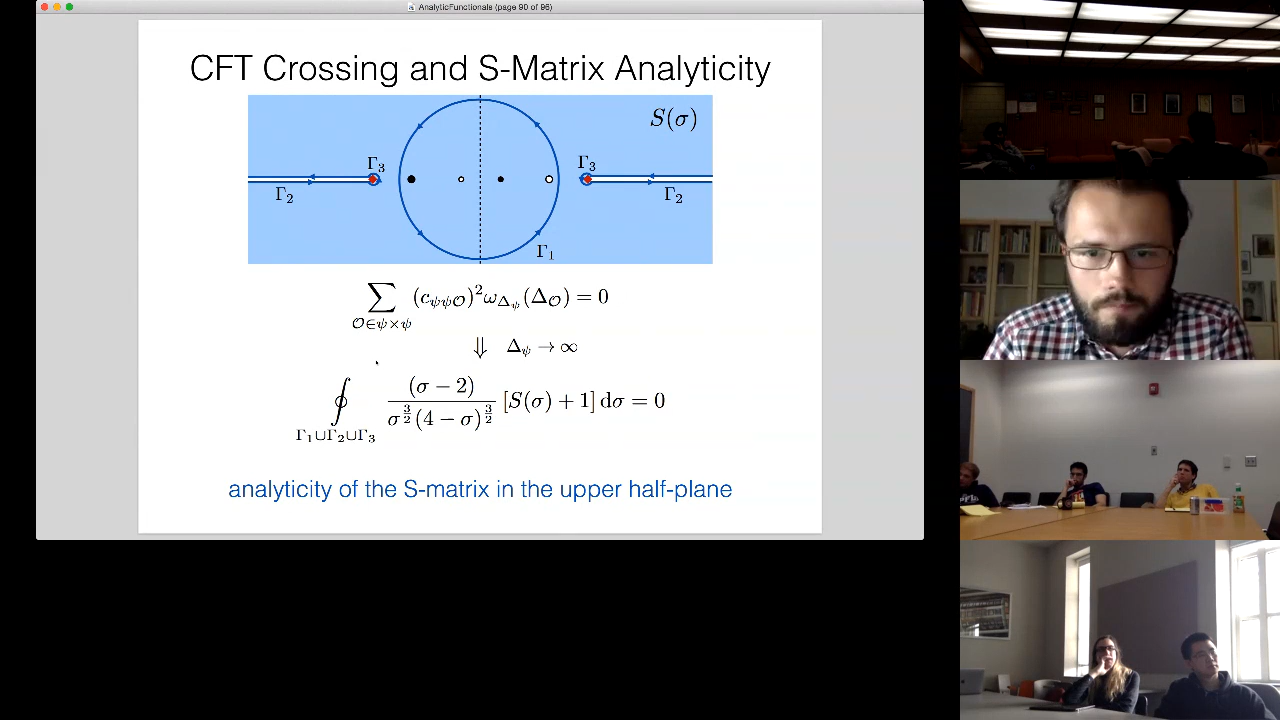 AnalyticFunctionals (page 90 of 96)
CFT Crossing and S-Matrix Analyticity
S(σ)
Γ₃
Γ₃
Γ₂
Γ₂
Γ₁
∑_{𝒪∈ψ×ψ} (c_{ψψ𝒪})² ω_{Δ_ψ}(Δ_𝒪) = 0
⇓ Δ_ψ → ∞
∮_{Γ₁∪Γ₂∪Γ₃} (σ − 2) / (σ^{3/2}(4 − σ)^{3/2}) [S(σ) + 1] dσ = 0
analyticity of the S-matrix in the upper half-plane